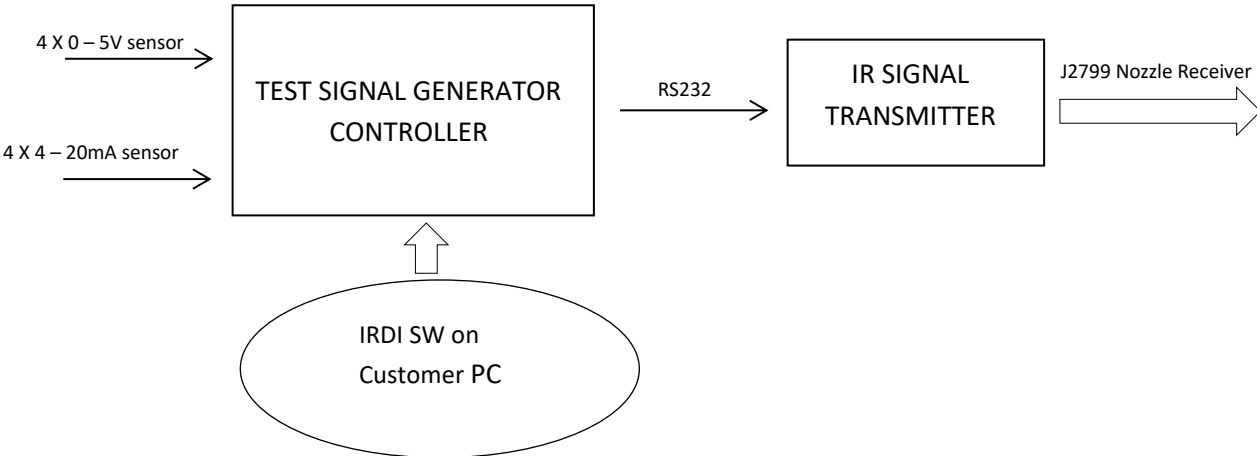 4 X 0 – 5V sensor
4 X 4 – 20mA sensor
TEST SIGNAL GENERATOR
CONTROLLER
RS232
IR SIGNAL
TRANSMITTER
J2799 Nozzle Receiver
IRDI SW on
Customer PC